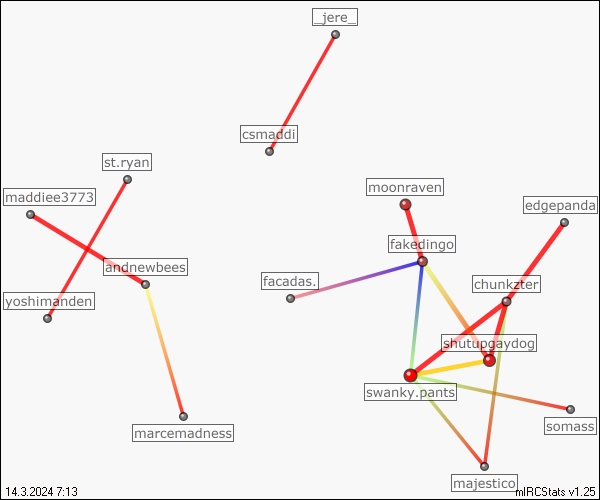 _jere_
csmaddi
st.ryan
moonraven
maddiee3773
edgepanda
fakedingo
andnewbees
facadas.
chunkzter
yoshimanden
shutupgaydog
swanky.pants
somass
marcemadness
majestico
14.3.2024 7:13
mIRCStats v1.25